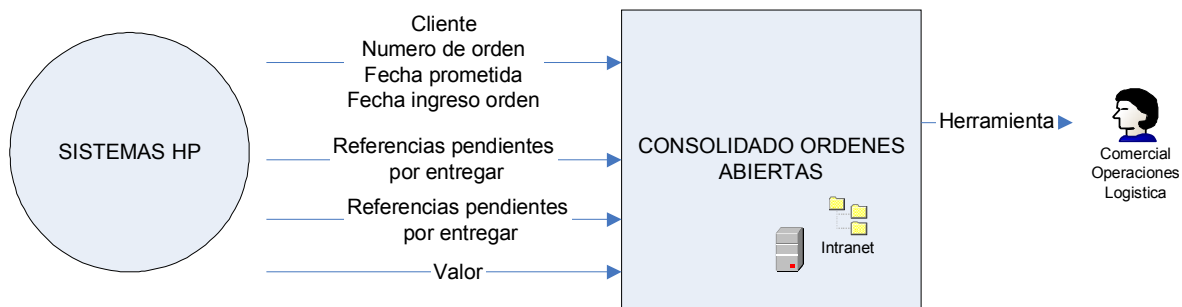 SISTEMAS HP
Cliente
Numero de orden
Fecha prometida
Fecha ingreso orden
Referencias pendientes
por entregar
Referencias pendientes
por entregar
Valor
CONSOLIDADO ORDENES
ABIERTAS
Intranet
Herramienta
Comercial
Operaciones
Logistica